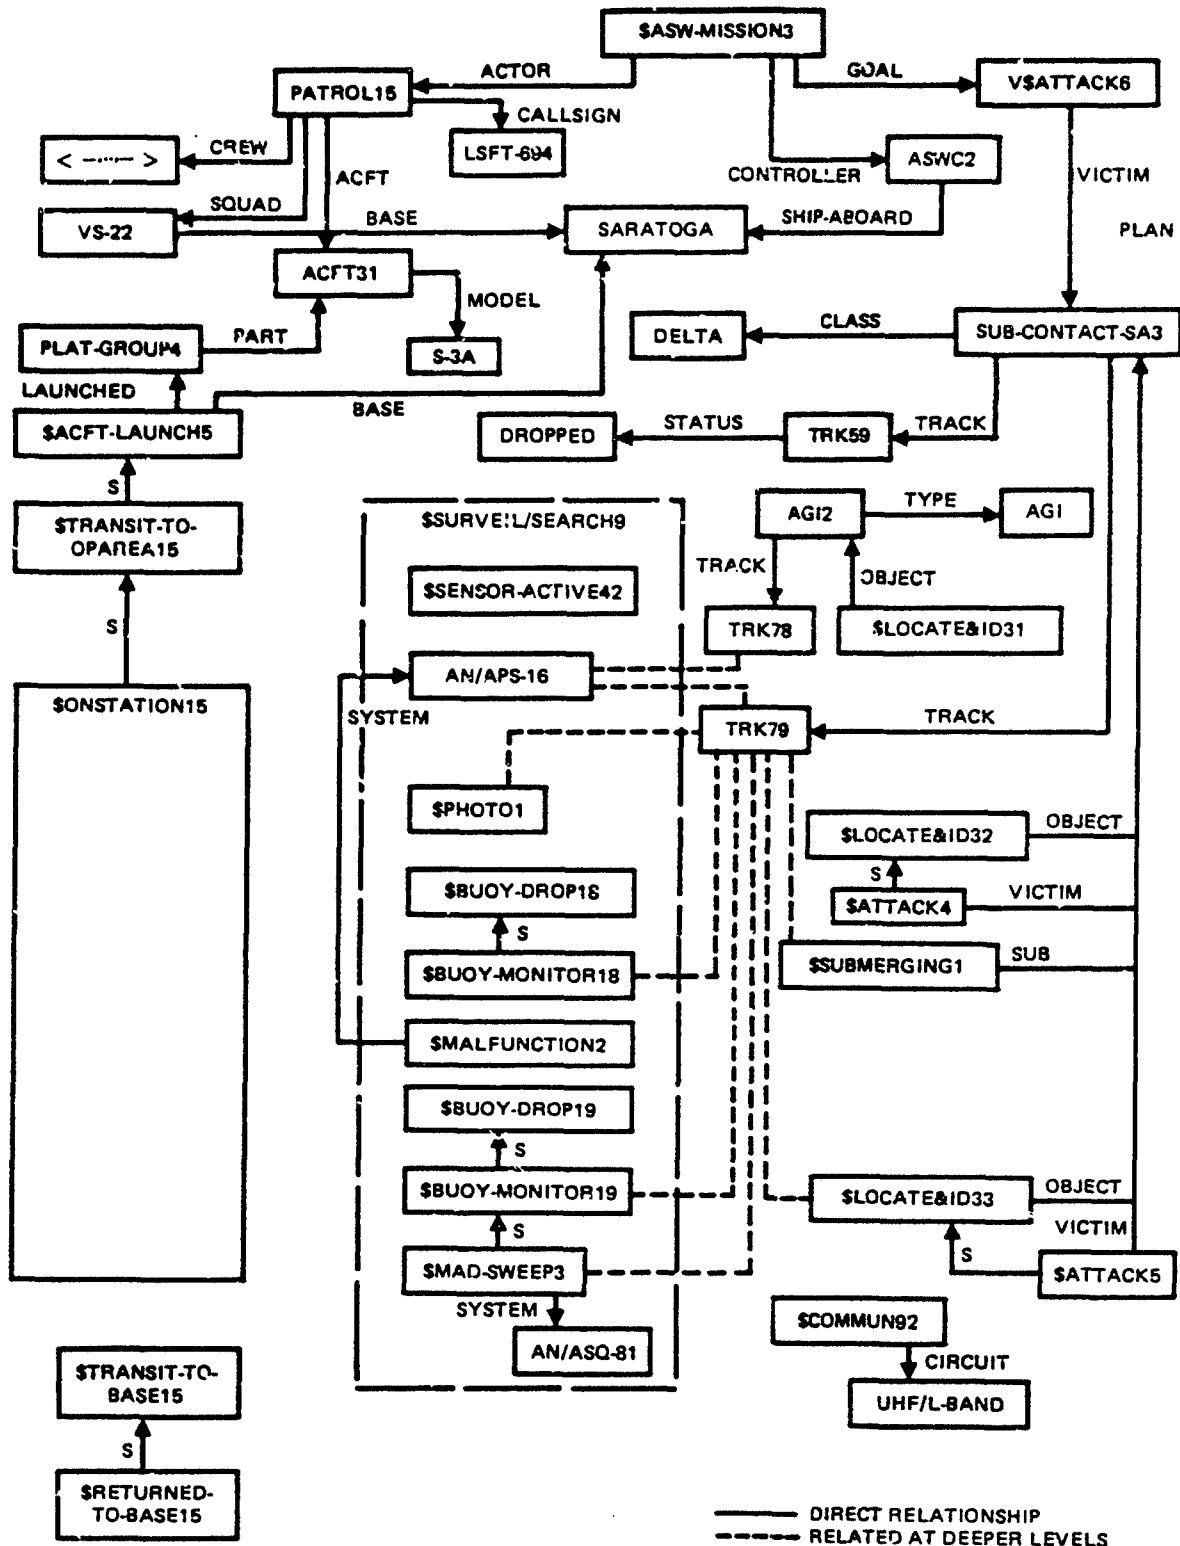 $ASW-MISSION3
ACTOR
GOAL
PATROL15
V$ATTACK6
CALLSIGN
CREW
LSFT-694
ASWC2
CONTROLLER
VICTIM
ACFT
SQUAD
BASE
SHIP-ABOARD
VS-22
SARATOGA
PLAN
ACFT31
MODEL
PLAT-GROUP4
PART
S-3A
DELTA
CLASS
SUB-CONTACT-SA3
LAUNCHED
BASE
$ACFT-LAUNCH5
DROPPED
STATUS
TRK59
TRACK
S
$TRANSIT-TO-
OPAREA15
$SURVEIL/SEARCH9
AGI2
TYPE
AGI
$SENSOR-ACTIVE42
TRACK
OBJECT
S
TRK78
$LOCATE&ID31
AN/APS-16
$ONSTATION15
SYSTEM
TRK79
TRACK
$PHOTO1
$LOCATE&ID32
OBJECT
S
$BUOY-DROP18
$ATTACK4
VICTIM
S
$BUOY-MONITOR18
$SUBMERGING1
SUB
$MALFUNCTION2
$BUOY-DROP19
S
$BUOY-MONITOR19
$LOCATE&ID33
OBJECT
VICTIM
S
S
$MAD-SWEEP3
$ATTACK5
SYSTEM
$COMMUN92
AN/ASQ-81
CIRCUIT
$TRANSIT-TO-
BASE15
UHF/L-BAND
S
$RETURNED-
TO-BASE15
DIRECT RELATIONSHIP
RELATED AT DEEPER LEVELS